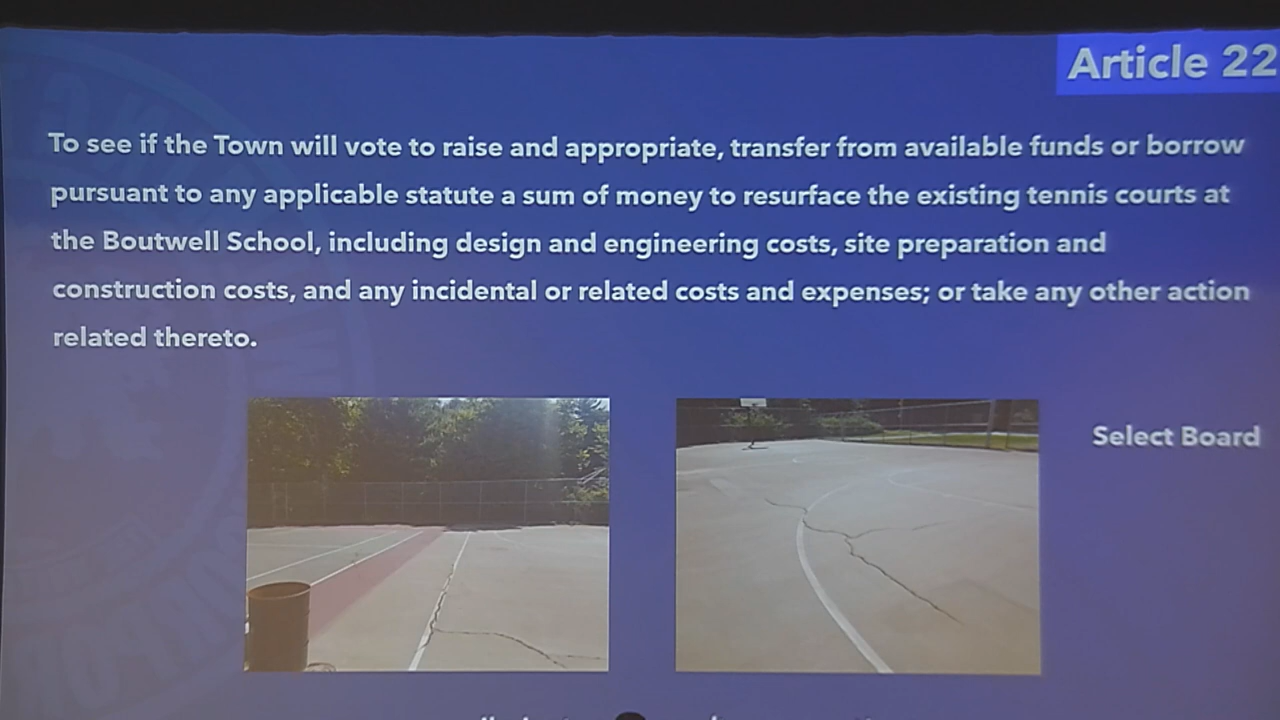 Article 22
To see if the Town will vote to raise and appropriate, transfer from available funds or borrow
pursuant to any applicable statute a sum of money to resurface the existing tennis courts at
the Boutwell School, including design and engineering costs, site preparation and
construction costs, and any incidental or related costs and expenses; or take any other action
related thereto.
Select Board